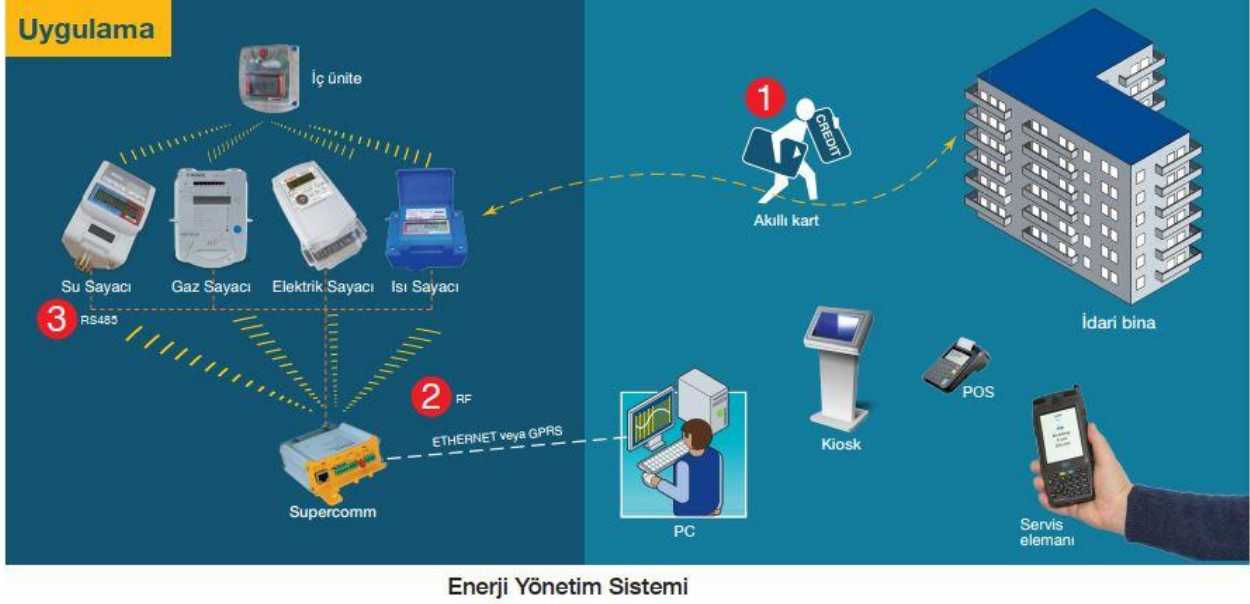 Uygulama
İç ünite
1
CREDIT
Akıllı kart
Su Sayacı
Gaz Sayacı
Elektrik Sayacı
Isı Sayacı
3
RS485
İdari bina
2
RF
ETHERNET veya GPRS
Supercomm
PC
Kiosk
POS
Servis
elemanı
Enerji Yönetim Sistemi